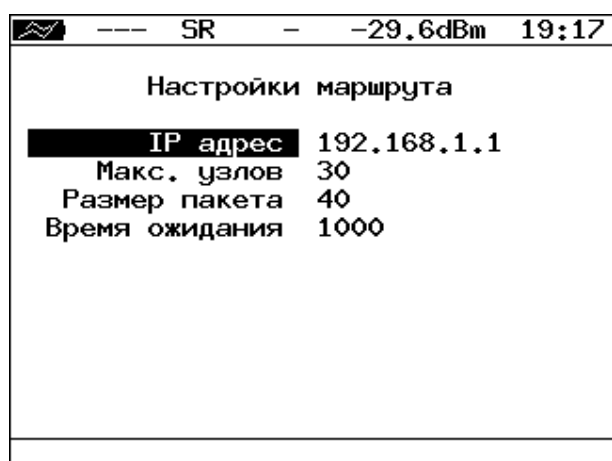 --- SR - -29.6dBm 19:17
Настройки маршрута
IP адрес 192.168.1.1
Макс. узлов 30
Размер пакета 40
Время ожидания 1000